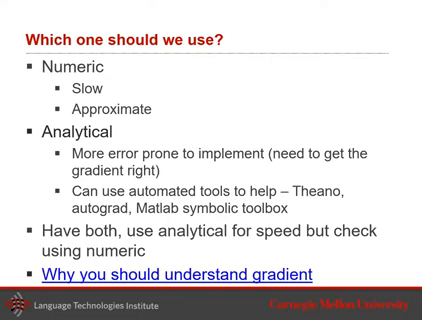 Which one should we use?
Numeric
Slow
Approximate
Analytical
More error prone to implement (need to get the
gradient right)
Can use automated tools to help – Theano,
autograd, Matlab symbolic toolbox
Have both, use analytical for speed but check
using numeric
Why you should understand gradient
Language Technologies Institute
Carnegie Mellon University